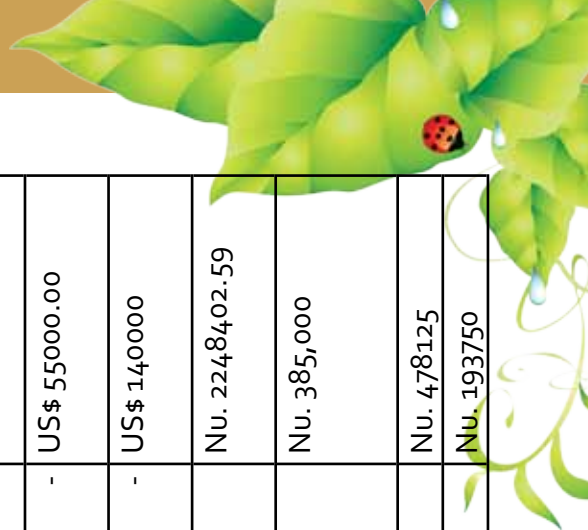 - US$ 55000.00
- US$ 140000
Nu. 2248402.59
Nu. 385,000
Nu. 478125
Nu. 193750